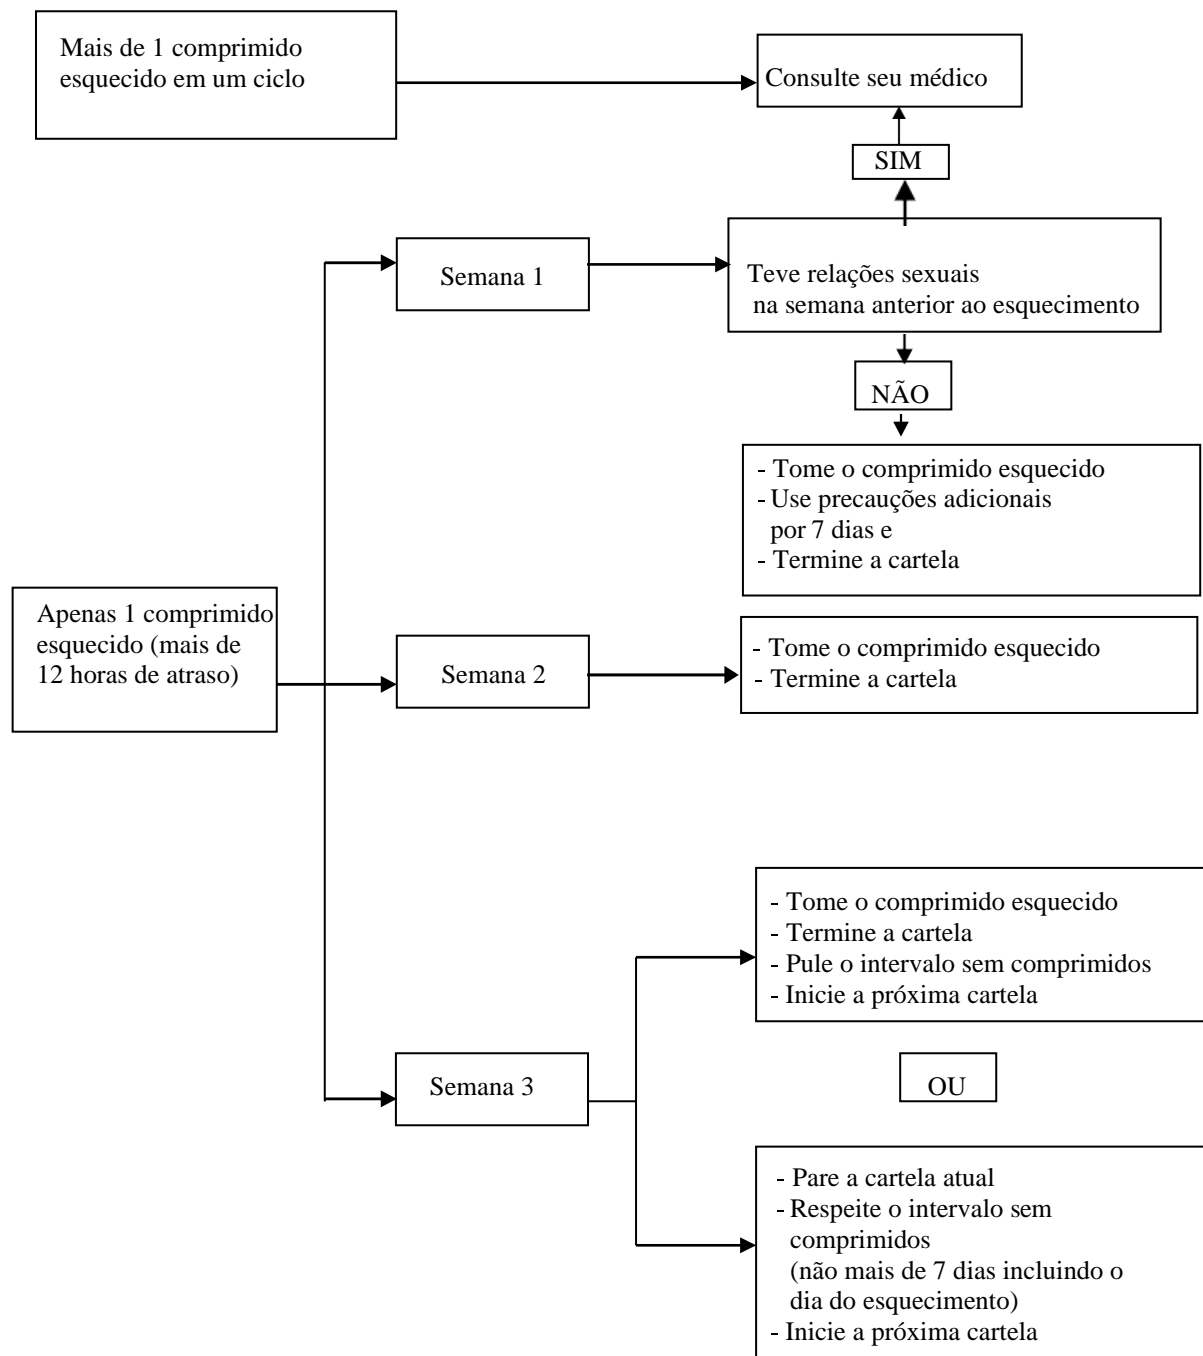 Mais de 1 comprimido
esquecido em um ciclo
Consulte seu médico
SIM
Semana 1
Teve relações sexuais
na semana anterior ao esquecimento
NÃO
- Tome o comprimido esquecido
- Use precauções adicionais
por 7 dias e
- Termine a cartela
Apenas 1 comprimido
esquecido (mais de
12 horas de atraso)
Semana 2
- Tome o comprimido esquecido
- Termine a cartela
Semana 3
- Tome o comprimido esquecido
- Termine a cartela
- Pule o intervalo sem comprimidos
- Inicie a próxima cartela
OU
- Pare a cartela atual
- Respeite o intervalo sem
comprimidos
(não mais de 7 dias incluindo o
dia do esquecimento)
- Inicie a próxima cartela